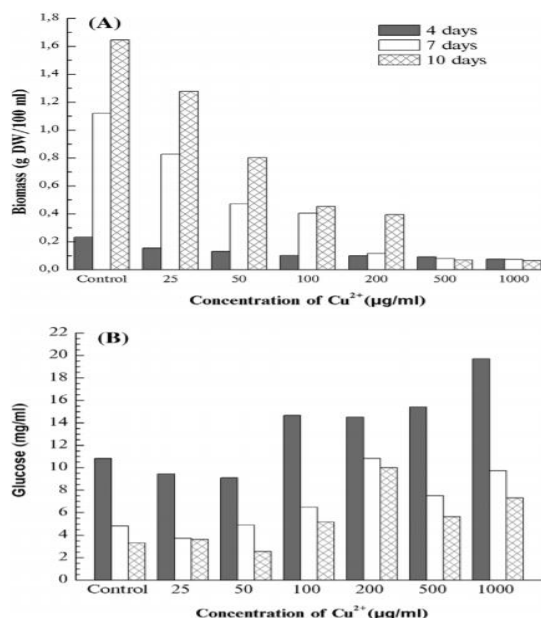 (A)
4 days
7 days
10 days
Biomass (g DW/100 ml)
1,8
1,6
1,4
1,2
1,0
0,8
0,6
0,4
0,2
0,0
Control 25 50 100 200 500 1000
Concentration of Cu²⁺(µg/ml)
(B)
Glucose (mg/ml)
22
20
18
16
14
12
10
8
6
4
2
0
Control 25 50 100 200 500 1000
Concentration of Cu²⁺(µg/ml)